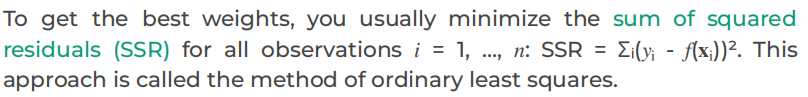 To get the best weights, you usually minimize the sum of squared
residuals (SSR) for all observations i = 1, ..., n: SSR = Σᵢ(yᵢ - f(xᵢ))². This
approach is called the method of ordinary least squares.